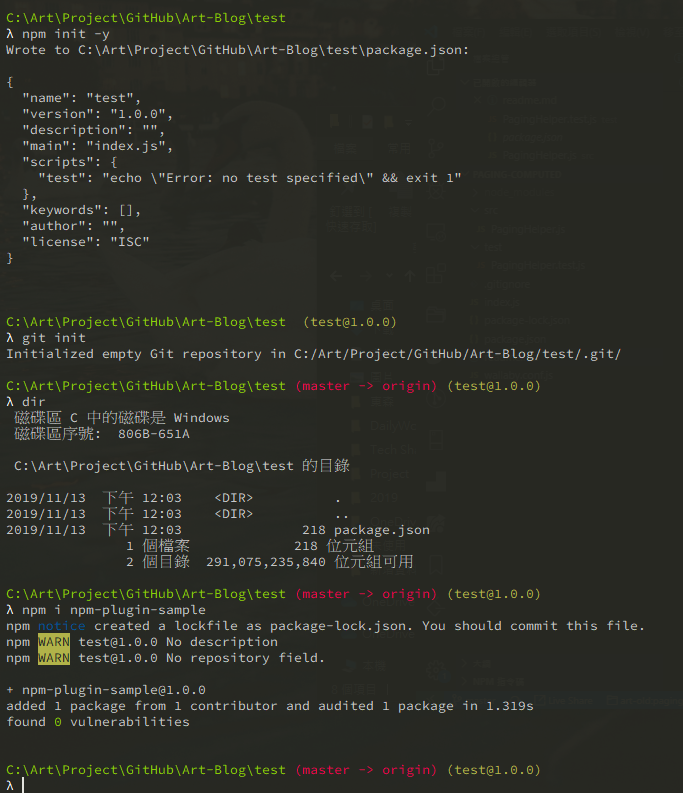 C:\Art\Project\GitHub\Art-Blog\test
λ npm init -y
Wrote to C:\Art\Project\GitHub\Art-Blog\test\package.json:
{
  "name": "test",
  "version": "1.0.0",
  "description": "",
  "main": "index.js",
  "scripts": {
    "test": "echo \"Error: no test specified\" && exit 1"
  },
  "keywords": [],
  "author": "",
  "license": "ISC"
}
C:\Art\Project\GitHub\Art-Blog\test  (test@1.0.0)
λ git init
Initialized empty Git repository in C:/Art/Project/GitHub/Art-Blog/test/.git/
C:\Art\Project\GitHub\Art-Blog\test (master -> origin) (test@1.0.0)
λ dir
 磁碟區 C 中的磁碟是 Windows
 磁碟區序號:  806B-651A
 C:\Art\Project\GitHub\Art-Blog\test 的目錄
2019/11/13  下午 12:03    <DIR>          .
2019/11/13  下午 12:03    <DIR>          ..
2019/11/13  下午 12:03               218 package.json
               1 個檔案             218 位元組
               2 個目錄  291,075,235,840 位元組可用
C:\Art\Project\GitHub\Art-Blog\test (master -> origin) (test@1.0.0)
λ npm i npm-plugin-sample
npm notice created a lockfile as package-lock.json. You should commit this file.
npm WARN test@1.0.0 No description
npm WARN test@1.0.0 No repository field.
+ npm-plugin-sample@1.0.0
added 1 package from 1 contributor and audited 1 package in 1.319s
found 0 vulnerabilities
C:\Art\Project\GitHub\Art-Blog\test (master -> origin) (test@1.0.0)
λ